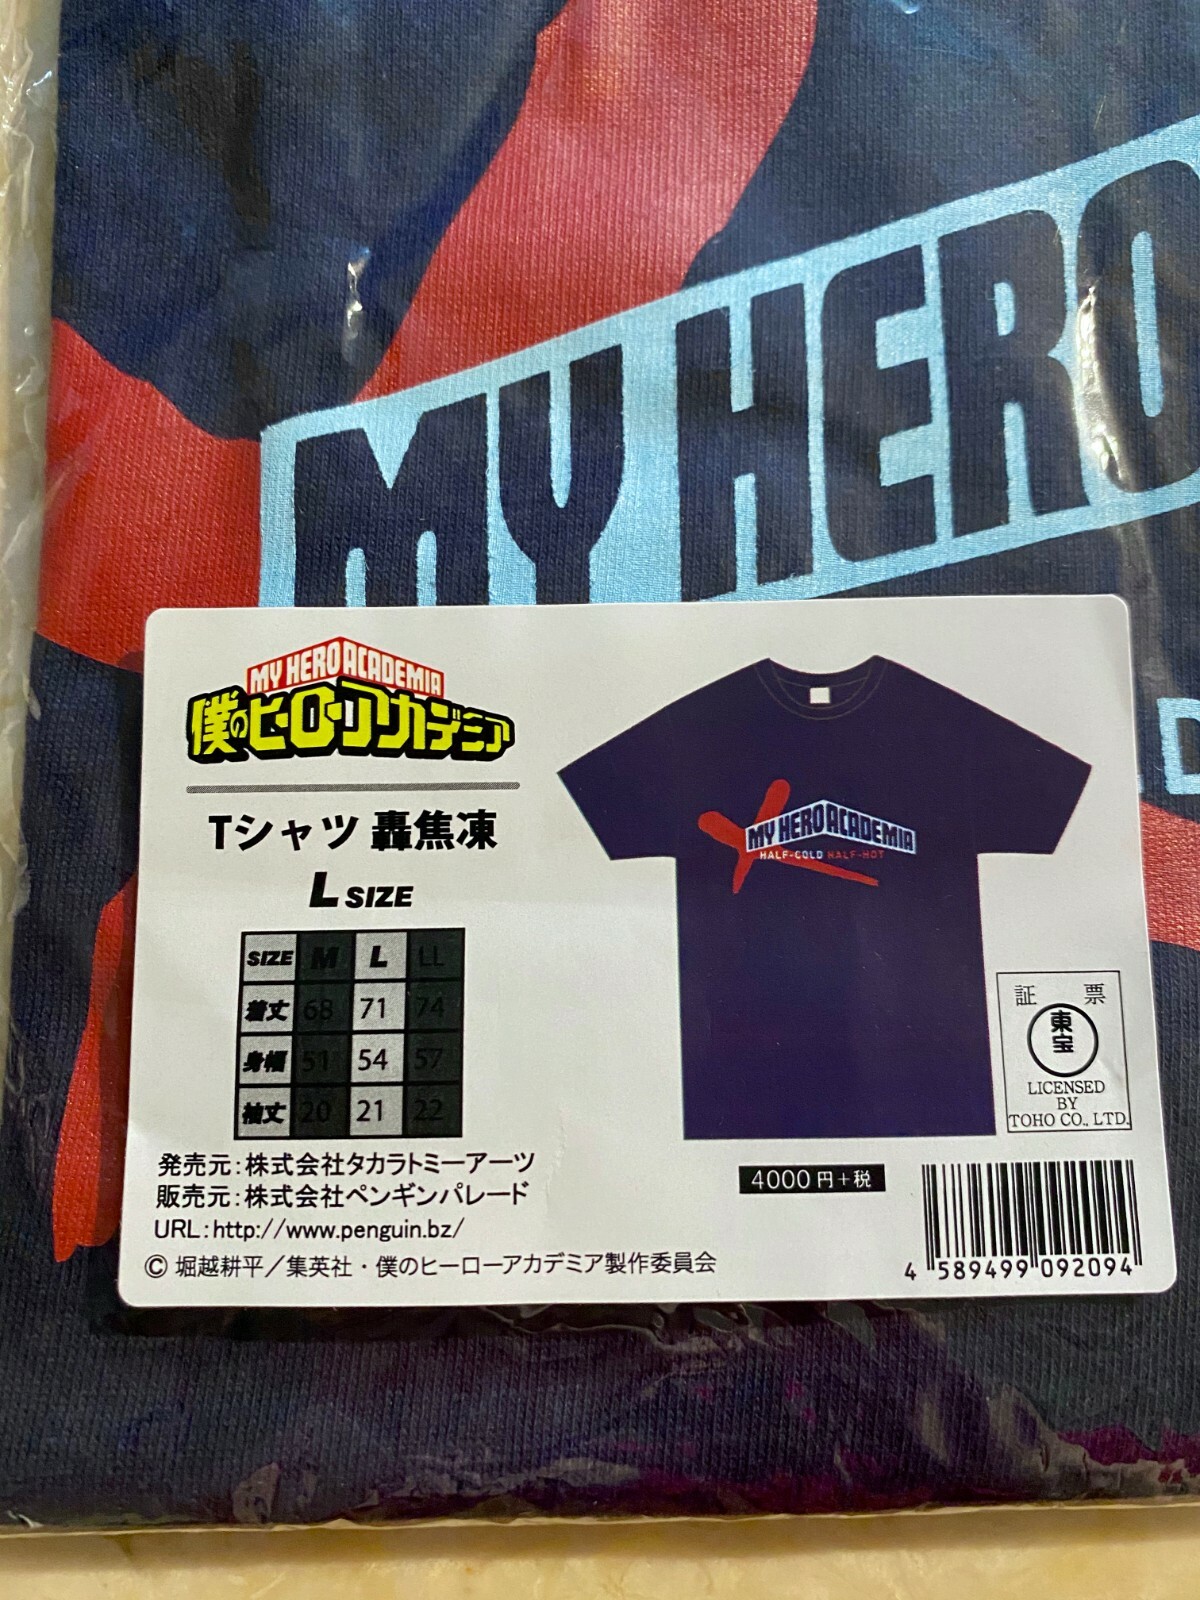 MY HERO
D
MY HERO ACADEMIA
僕のヒーローアカデミア
Tシャツ 轟焦凍
L SIZE
SIZE M L LL
着丈 68 71 74
身幅 51 54 57
袖丈 20 21 22
MY HERO ACADEMIA
HALF-COLD HALF-HOT
証 票
東宝
LICENSED
BY
TOHO CO., LTD.
発売元:株式会社タカラトミーアーツ
販売元:株式会社ペンギンパレード
URL:http://www.penguin.bz/
© 堀越耕平/集英社・僕のヒーローアカデミア製作委員会
4000円+税
4 589499 092094